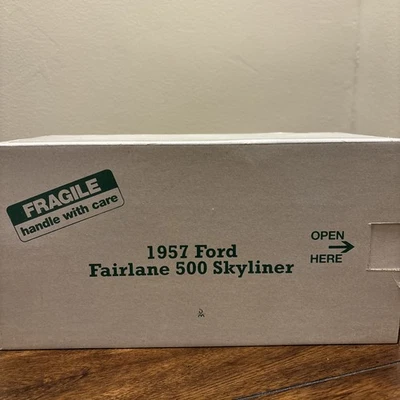 FRAGILE
handle with care
1957 Ford
Fairlane 500 Skyliner
OPEN
HERE